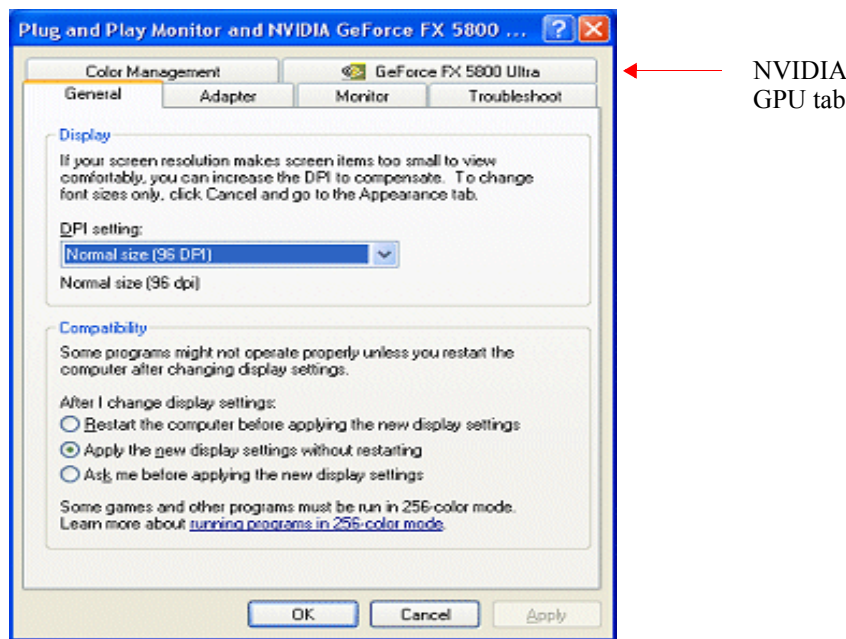 Plug and Play Monitor and NVIDIA GeForce FX 5800 ...
Color Management
GeForce FX 5800 Ultra
General
Adapter
Monitor
Troubleshoot
NVIDIA
GPU tab
Display
If your screen resolution makes screen items too small to view
comfortably, you can increase the DPI to compensate. To change
font sizes only, click Cancel and go to the Appearance tab.
DPI setting:
Normal size (96 DPI)
Normal size (96 dpi)
Compatibility
Some programs might not operate properly unless you restart the
computer after changing display settings.
After I change display settings:
Restart the computer before applying the new display settings
Apply the new display settings without restarting
Ask me before applying the new display settings
Some games and other programs must be run in 256-color mode.
Learn more about running programs in 256-color mode.
OK
Cancel
Apply